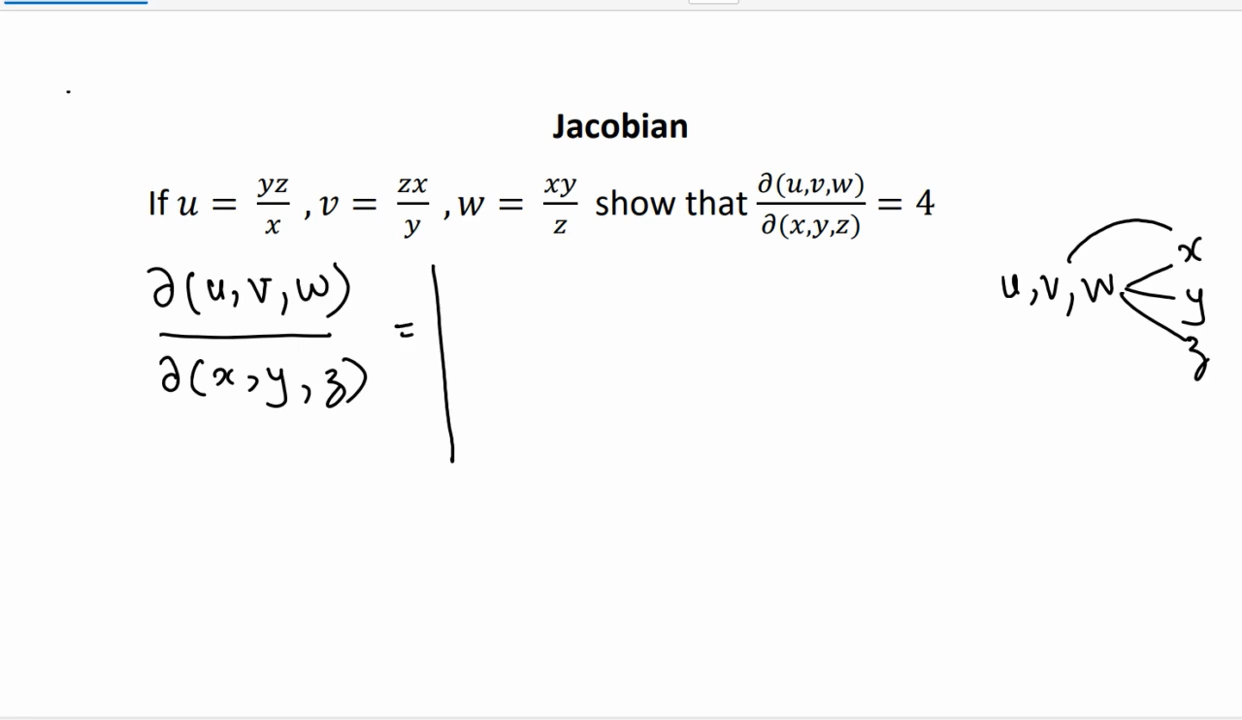 Jacobian
If u = yz/x , v = zx/y , w = xy/z show that ∂(u,v,w)/∂(x,y,z) = 4
∂(u,v,w)/∂(x,y,z) = |
u,v,w < x
y
z